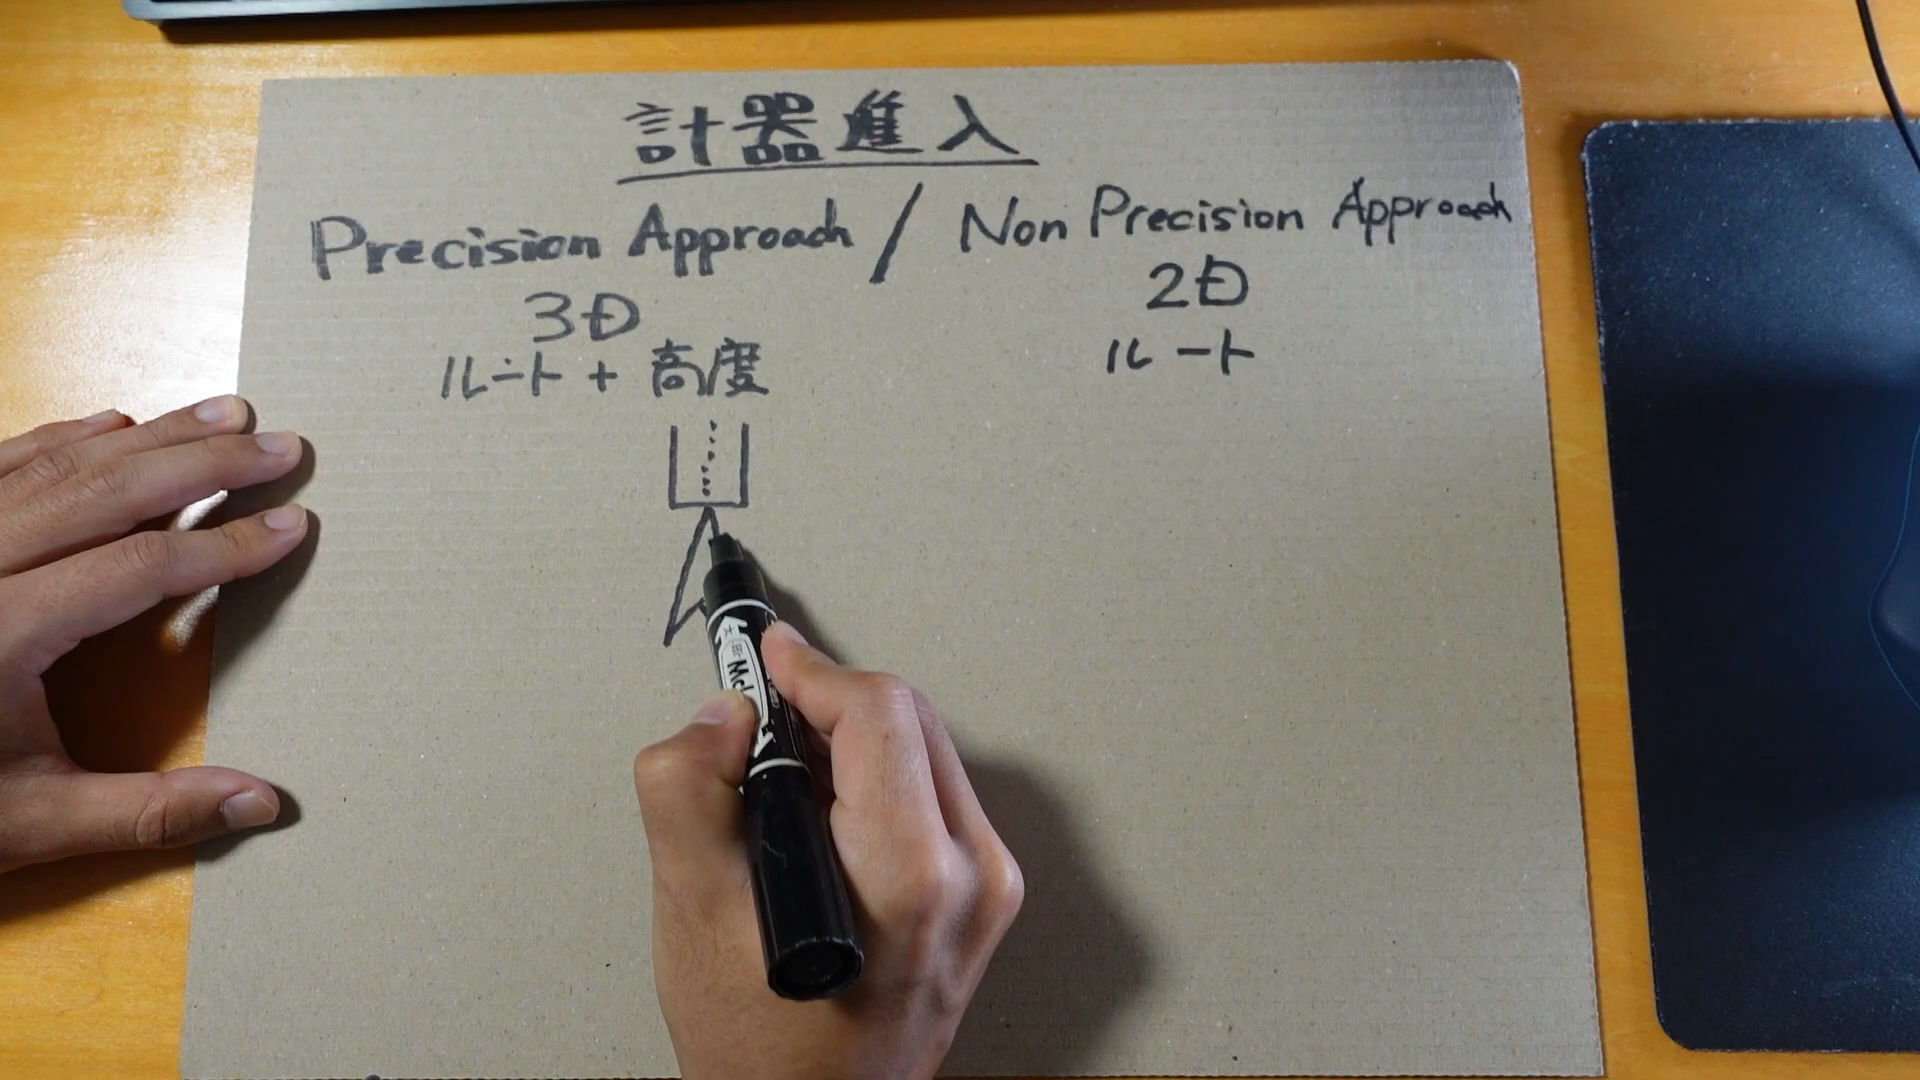 計器進入
Precision Approach / Non Precision Approach
3D
2D
ルート + 高度
ルート